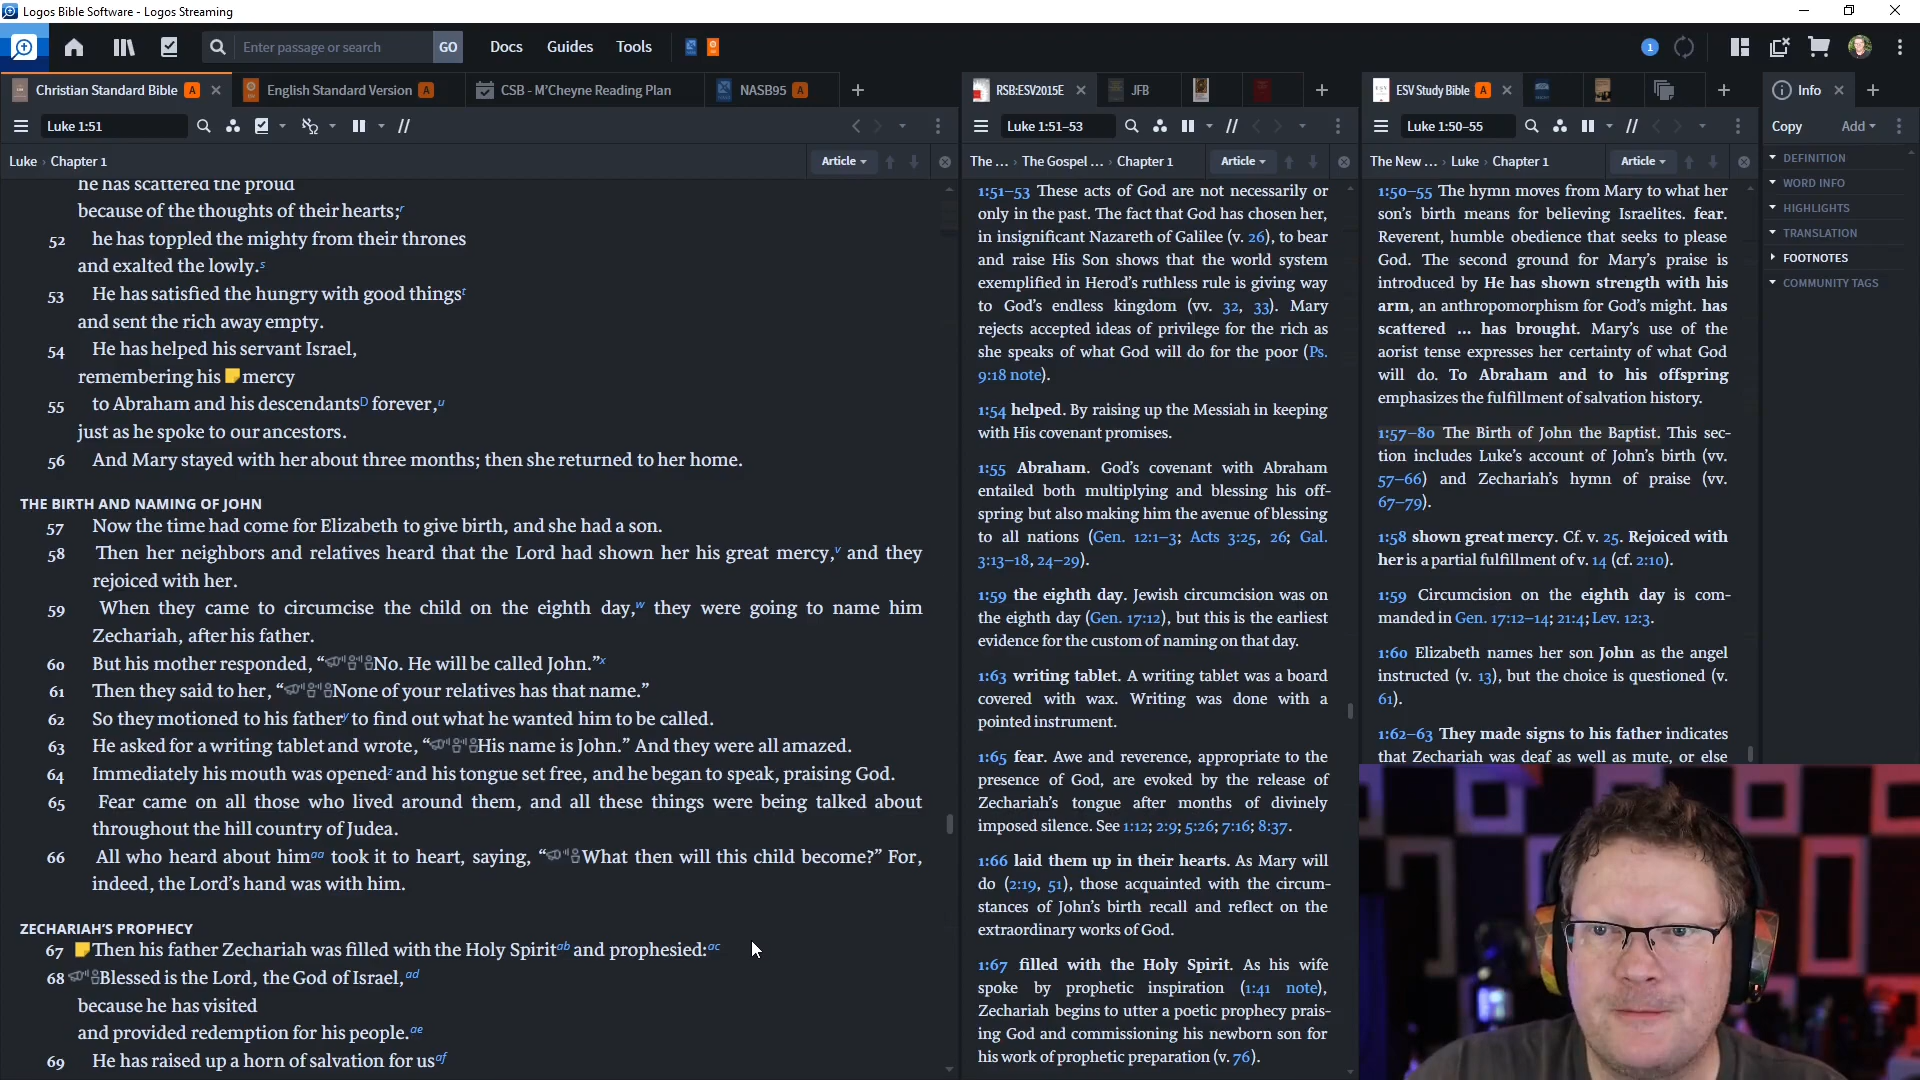 Logos Bible Software - Logos Streaming
Enter passage or search
GO
Docs
Guides
Tools
1
Christian Standard Bible A
English Standard Version A
CSB - M'Cheyne Reading Plan
NASB95 A
Luke 1:51
Luke › Chapter 1
Article
he has scattered the proud
because of the thoughts of their hearts;r
52 he has toppled the mighty from their thrones
and exalted the lowly.s
53 He has satisfied the hungry with good thingst
and sent the rich away empty.
54 He has helped his servant Israel,
remembering his mercy
55 to Abraham and his descendantsD forever,u
just as he spoke to our ancestors.
56 And Mary stayed with her about three months; then she returned to her home.
THE BIRTH AND NAMING OF JOHN
57 Now the time had come for Elizabeth to give birth, and she had a son.
58 Then her neighbors and relatives heard that the Lord had shown her his great mercy,v and they
rejoiced with her.
59 When they came to circumcise the child on the eighth day,w they were going to name him
Zechariah, after his father.
60 But his mother responded, “No. He will be called John.”x
61 Then they said to her, “None of your relatives has that name.”
62 So they motioned to his fathery to find out what he wanted him to be called.
63 He asked for a writing tablet and wrote, “His name is John.” And they were all amazed.
64 Immediately his mouth was openedz and his tongue set free, and he began to speak, praising God.
65 Fear came on all those who lived around them, and all these things were being talked about
throughout the hill country of Judea.
66 All who heard about himaa took it to heart, saying, “What then will this child become?” For,
indeed, the Lord’s hand was with him.
ZECHARIAH’S PROPHECY
67 Then his father Zechariah was filled with the Holy Spiritab and prophesied:ac
68 Blessed is the Lord, the God of Israel,ad
because he has visited
and provided redemption for his people.ae
69 He has raised up a horn of salvation for usaf
RSB:ESV2015E
JFB
Luke 1:51–53
The ... › The Gospel ... › Chapter 1
Article
1:51–53 These acts of God are not necessarily or
only in the past. The fact that God has chosen her,
in insignificant Nazareth of Galilee (v. 26), to bear
and raise His Son shows that the world system
exemplified in Herod’s ruthless rule is giving way
to God’s endless kingdom (vv. 32, 33). Mary
rejects accepted ideas of privilege for the rich as
she speaks of what God will do for the poor (Ps.
9:18 note).
1:54 helped. By raising up the Messiah in keeping
with His covenant promises.
1:55 Abraham. God’s covenant with Abraham
entailed both multiplying and blessing his off-
spring but also making him the avenue of blessing
to all nations (Gen. 12:1–3; Acts 3:25, 26; Gal.
3:13–18, 24–29).
1:59 the eighth day. Jewish circumcision was on
the eighth day (Gen. 17:12), but this is the earliest
evidence for the custom of naming on that day.
1:63 writing tablet. A writing tablet was a board
covered with wax. Writing was done with a
pointed instrument.
1:65 fear. Awe and reverence, appropriate to the
presence of God, are evoked by the release of
Zechariah’s tongue after months of divinely
imposed silence. See 1:12; 2:9; 5:26; 7:16; 8:37.
1:66 laid them up in their hearts. As Mary will
do (2:19, 51), those acquainted with the circum-
stances of John’s birth recall and reflect on the
extraordinary works of God.
1:67 filled with the Holy Spirit. As his wife
spoke by prophetic inspiration (1:41 note),
Zechariah begins to utter a poetic prophecy prais-
ing God and commissioning his newborn son for
his work of prophetic preparation (v. 76).
ESV Study Bible A
Luke 1:50–55
The New ... › Luke › Chapter 1
Article
1:50–55 The hymn moves from Mary to what her
son’s birth means for believing Israelites. fear.
Reverent, humble obedience that seeks to please
God. The second ground for Mary’s praise is
introduced by He has shown strength with his
arm, an anthropomorphism for God’s might. has
scattered ... has brought. Mary’s use of the
aorist tense expresses her certainty of what God
will do. To Abraham and to his offspring
emphasizes the fulfillment of salvation history.
1:57–80 The Birth of John the Baptist. This sec-
tion includes Luke’s account of John’s birth (vv.
57–66) and Zechariah’s hymn of praise (vv.
67–79).
1:58 shown great mercy. Cf. v. 25. Rejoiced with
her is a partial fulfillment of v. 14 (cf. 2:10).
1:59 Circumcision on the eighth day is com-
manded in Gen. 17:12–14; 21:4; Lev. 12:3.
1:60 Elizabeth names her son John as the angel
instructed (v. 13), but the choice is questioned (v.
61).
1:62–63 They made signs to his father indicates
that Zechariah was deaf as well as mute, or else
Info
Copy
Add
DEFINITION
WORD INFO
HIGHLIGHTS
TRANSLATION
FOOTNOTES
COMMUNITY TAGS